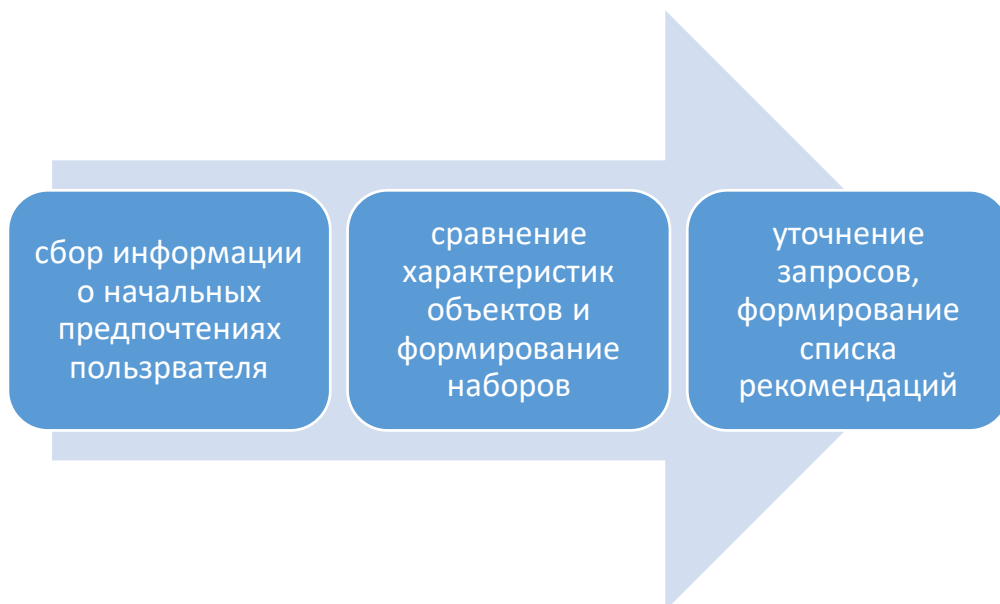 сбор информации
о начальных
предпочтениях
пользрвателя
сравнение
характеристик
объектов и
формирование
наборов
уточнение
запросов,
формирование
списка
рекомендаций